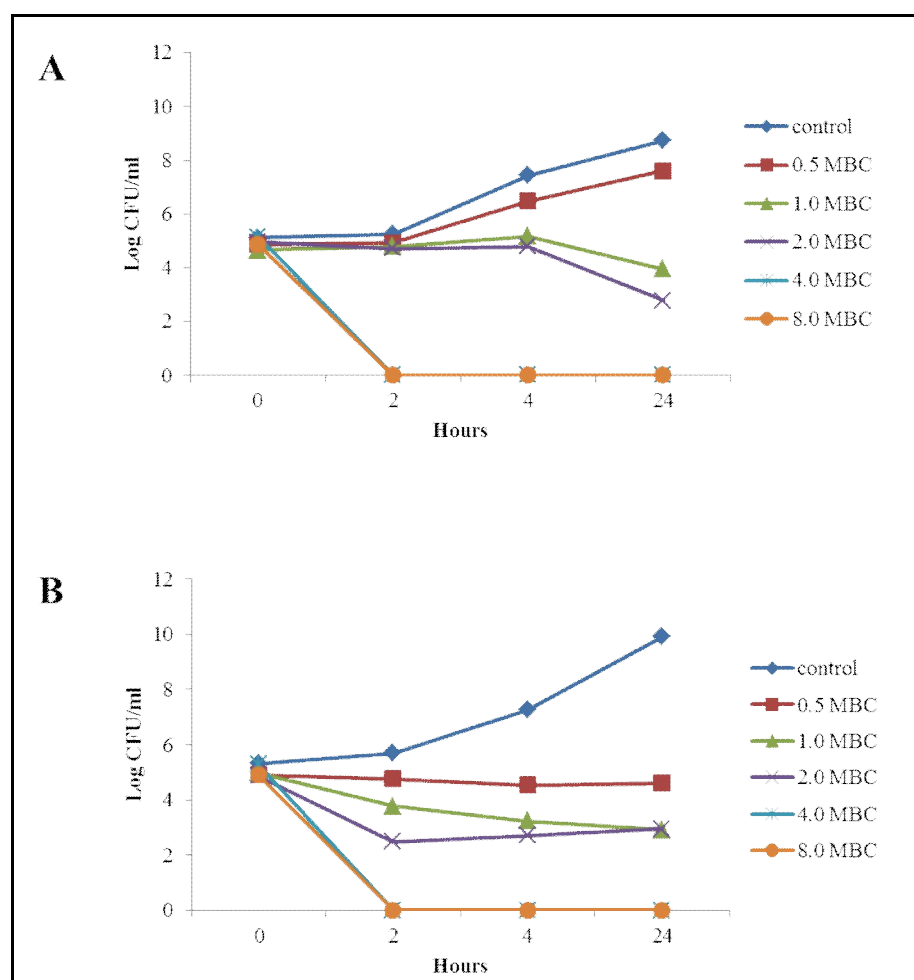 A
12
10
8
6
4
2
0
Log CFU/ml
0 2 4 24
Hours
control
0.5 MBC
1.0 MBC
2.0 MBC
4.0 MBC
8.0 MBC
B
12
10
8
6
4
2
0
Log CFU/ml
0 2 4 24
Hours
control
0.5 MBC
1.0 MBC
2.0 MBC
4.0 MBC
8.0 MBC